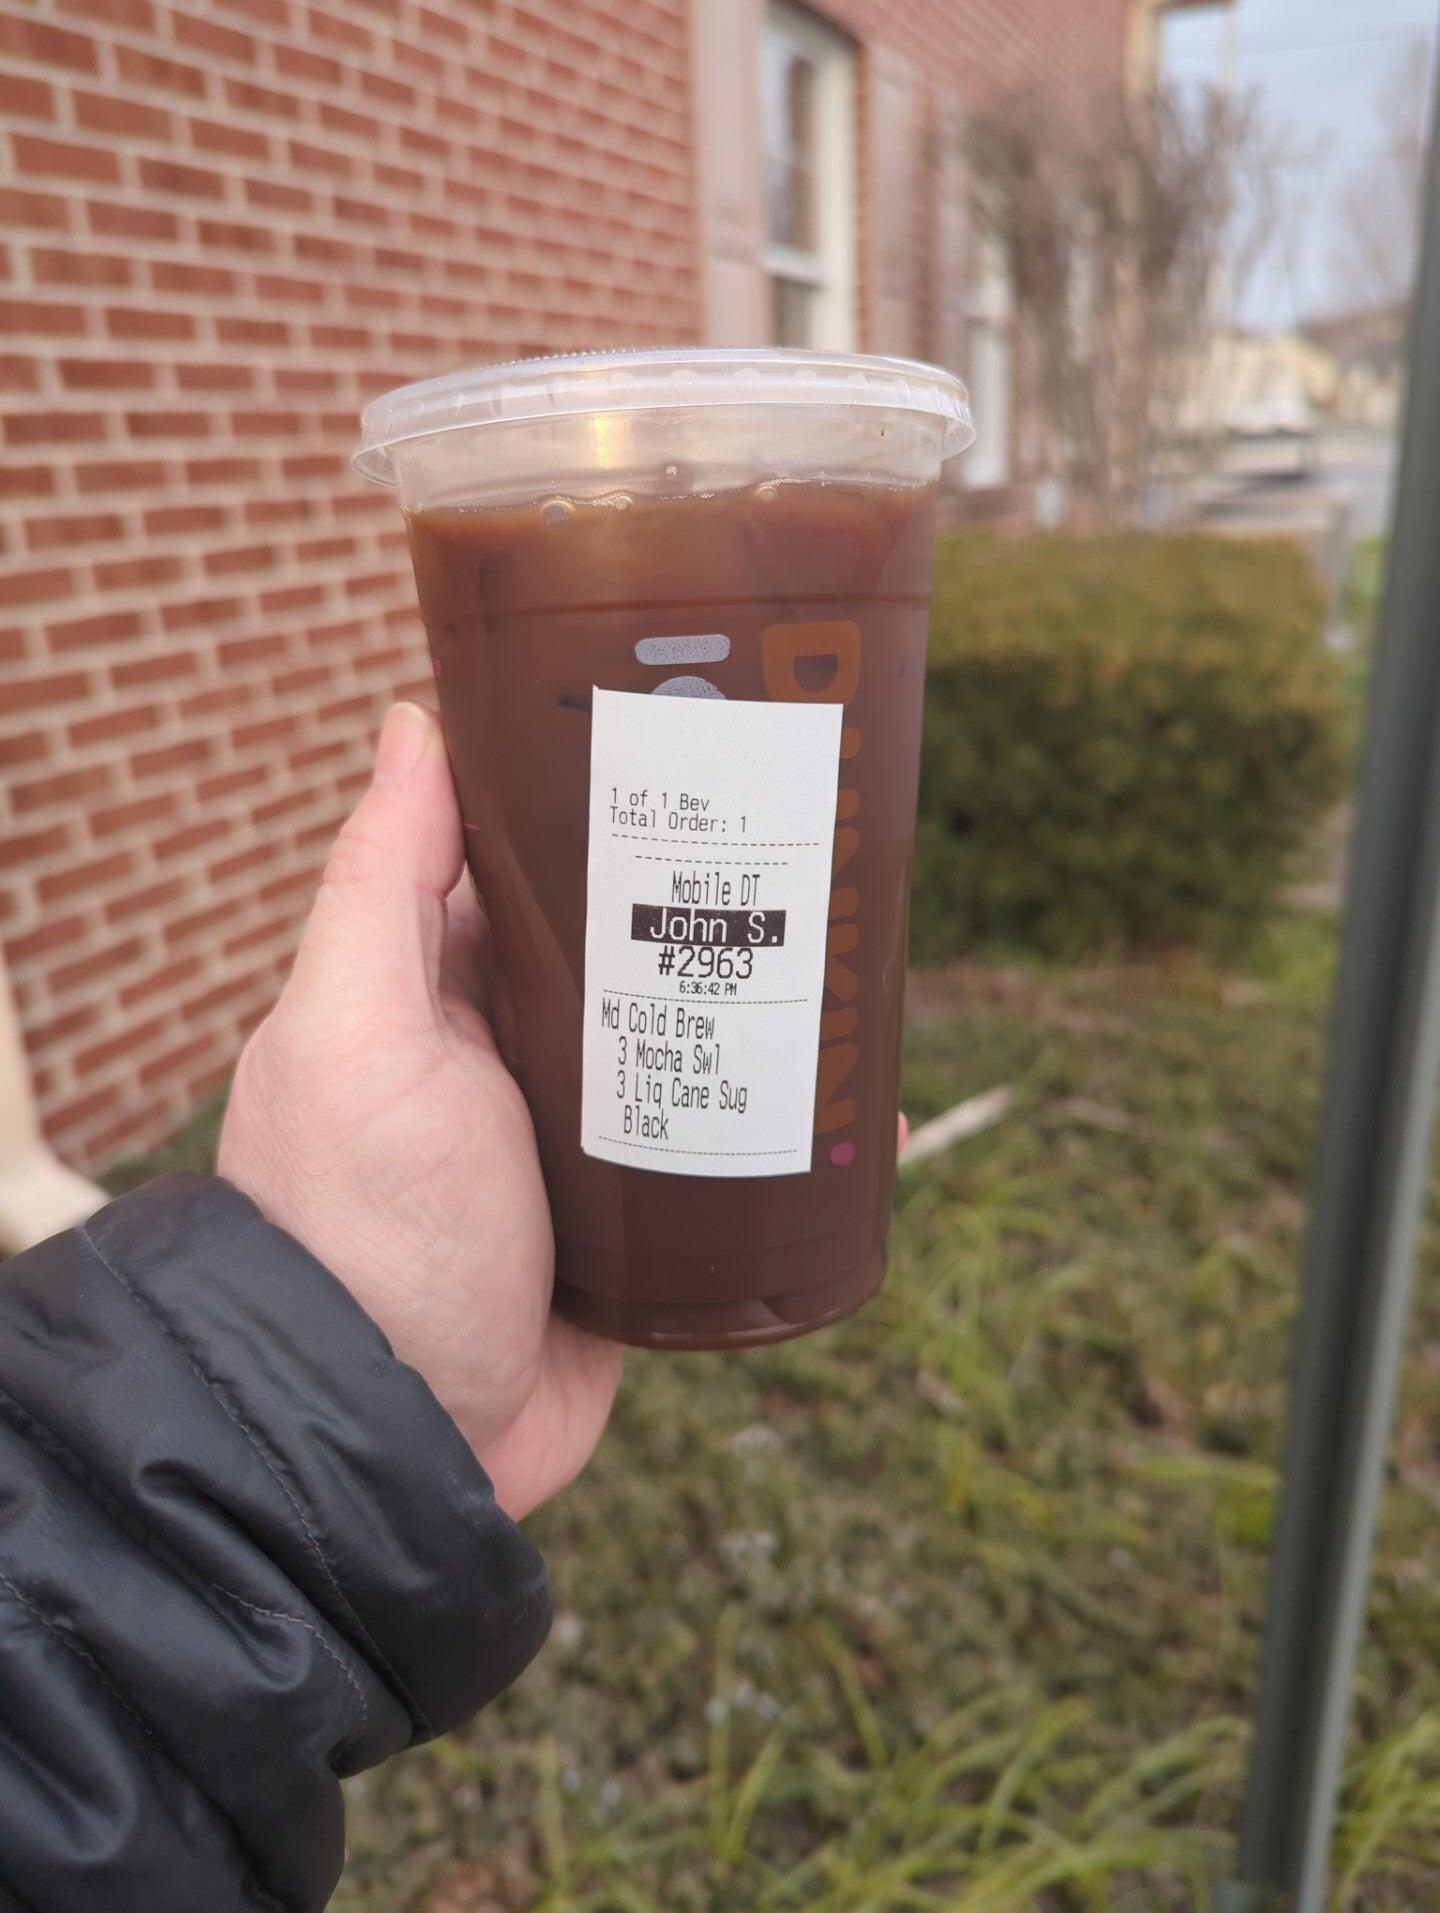 1 of 1 Bev
Total Order: 1
Mobile DT
John S.
#2963
6:36:42 PM
Md Cold Brew
3 Mocha Swl
3 Liq Cane Sug
Black
DUNKIN'